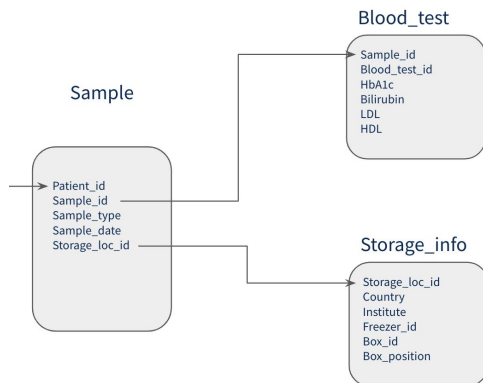 Blood_test
Sample_id
Blood_test_id
HbA1c
Bilirubin
LDL
HDL
Sample
Patient_id
Sample_id
Sample_type
Sample_date
Storage_loc_id
Storage_info
Storage_loc_id
Country
Institute
Freezer_id
Box_id
Box_position